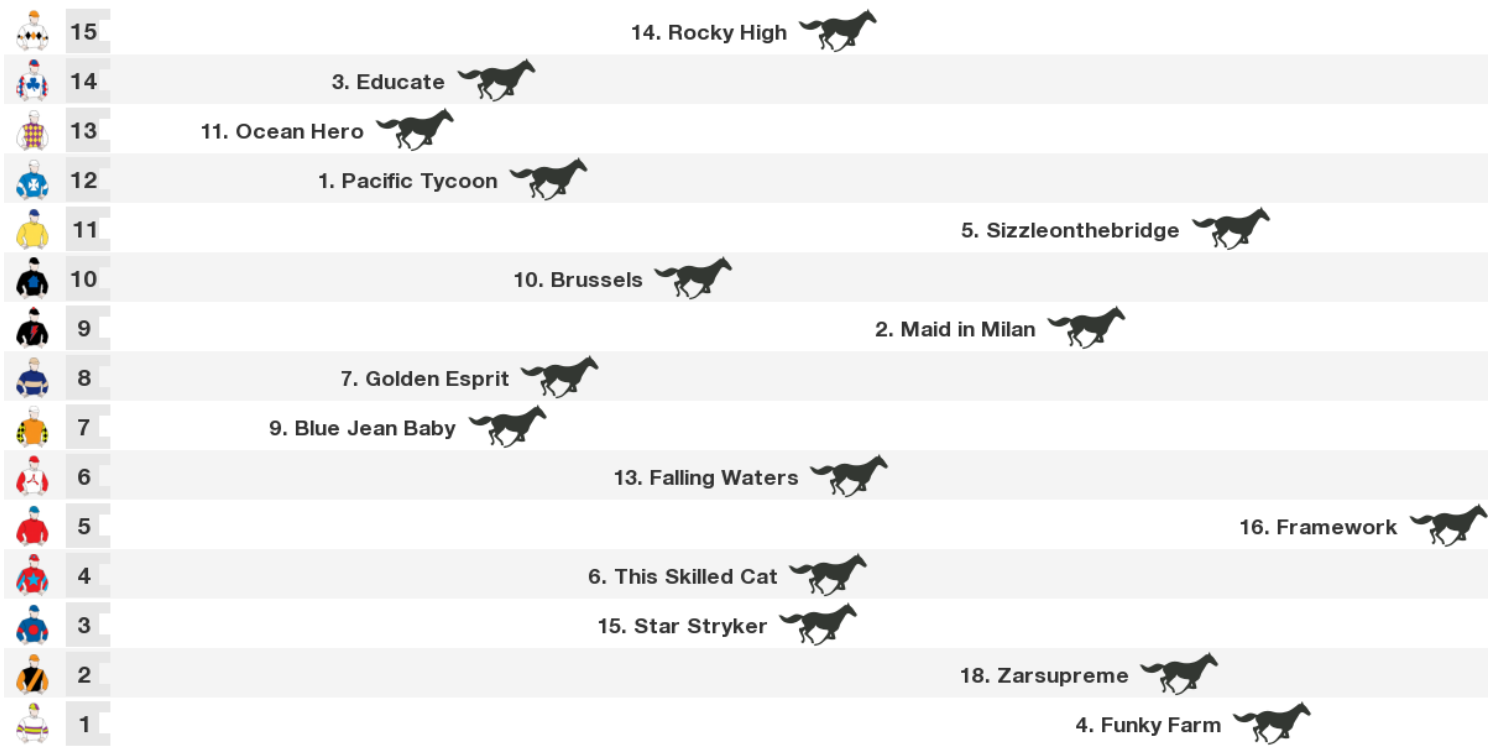 15 14. Rocky High
14 3. Educate
13 11. Ocean Hero
12 1. Pacific Tycoon
11 5. Sizzleonthebridge
10 10. Brussels
9 2. Maid in Milan
8 7. Golden Esprit
7 9. Blue Jean Baby
6 13. Falling Waters
5 16. Framework
4 6. This Skilled Cat
3 15. Star Stryker
2 18. Zarsupreme
1 4. Funky Farm